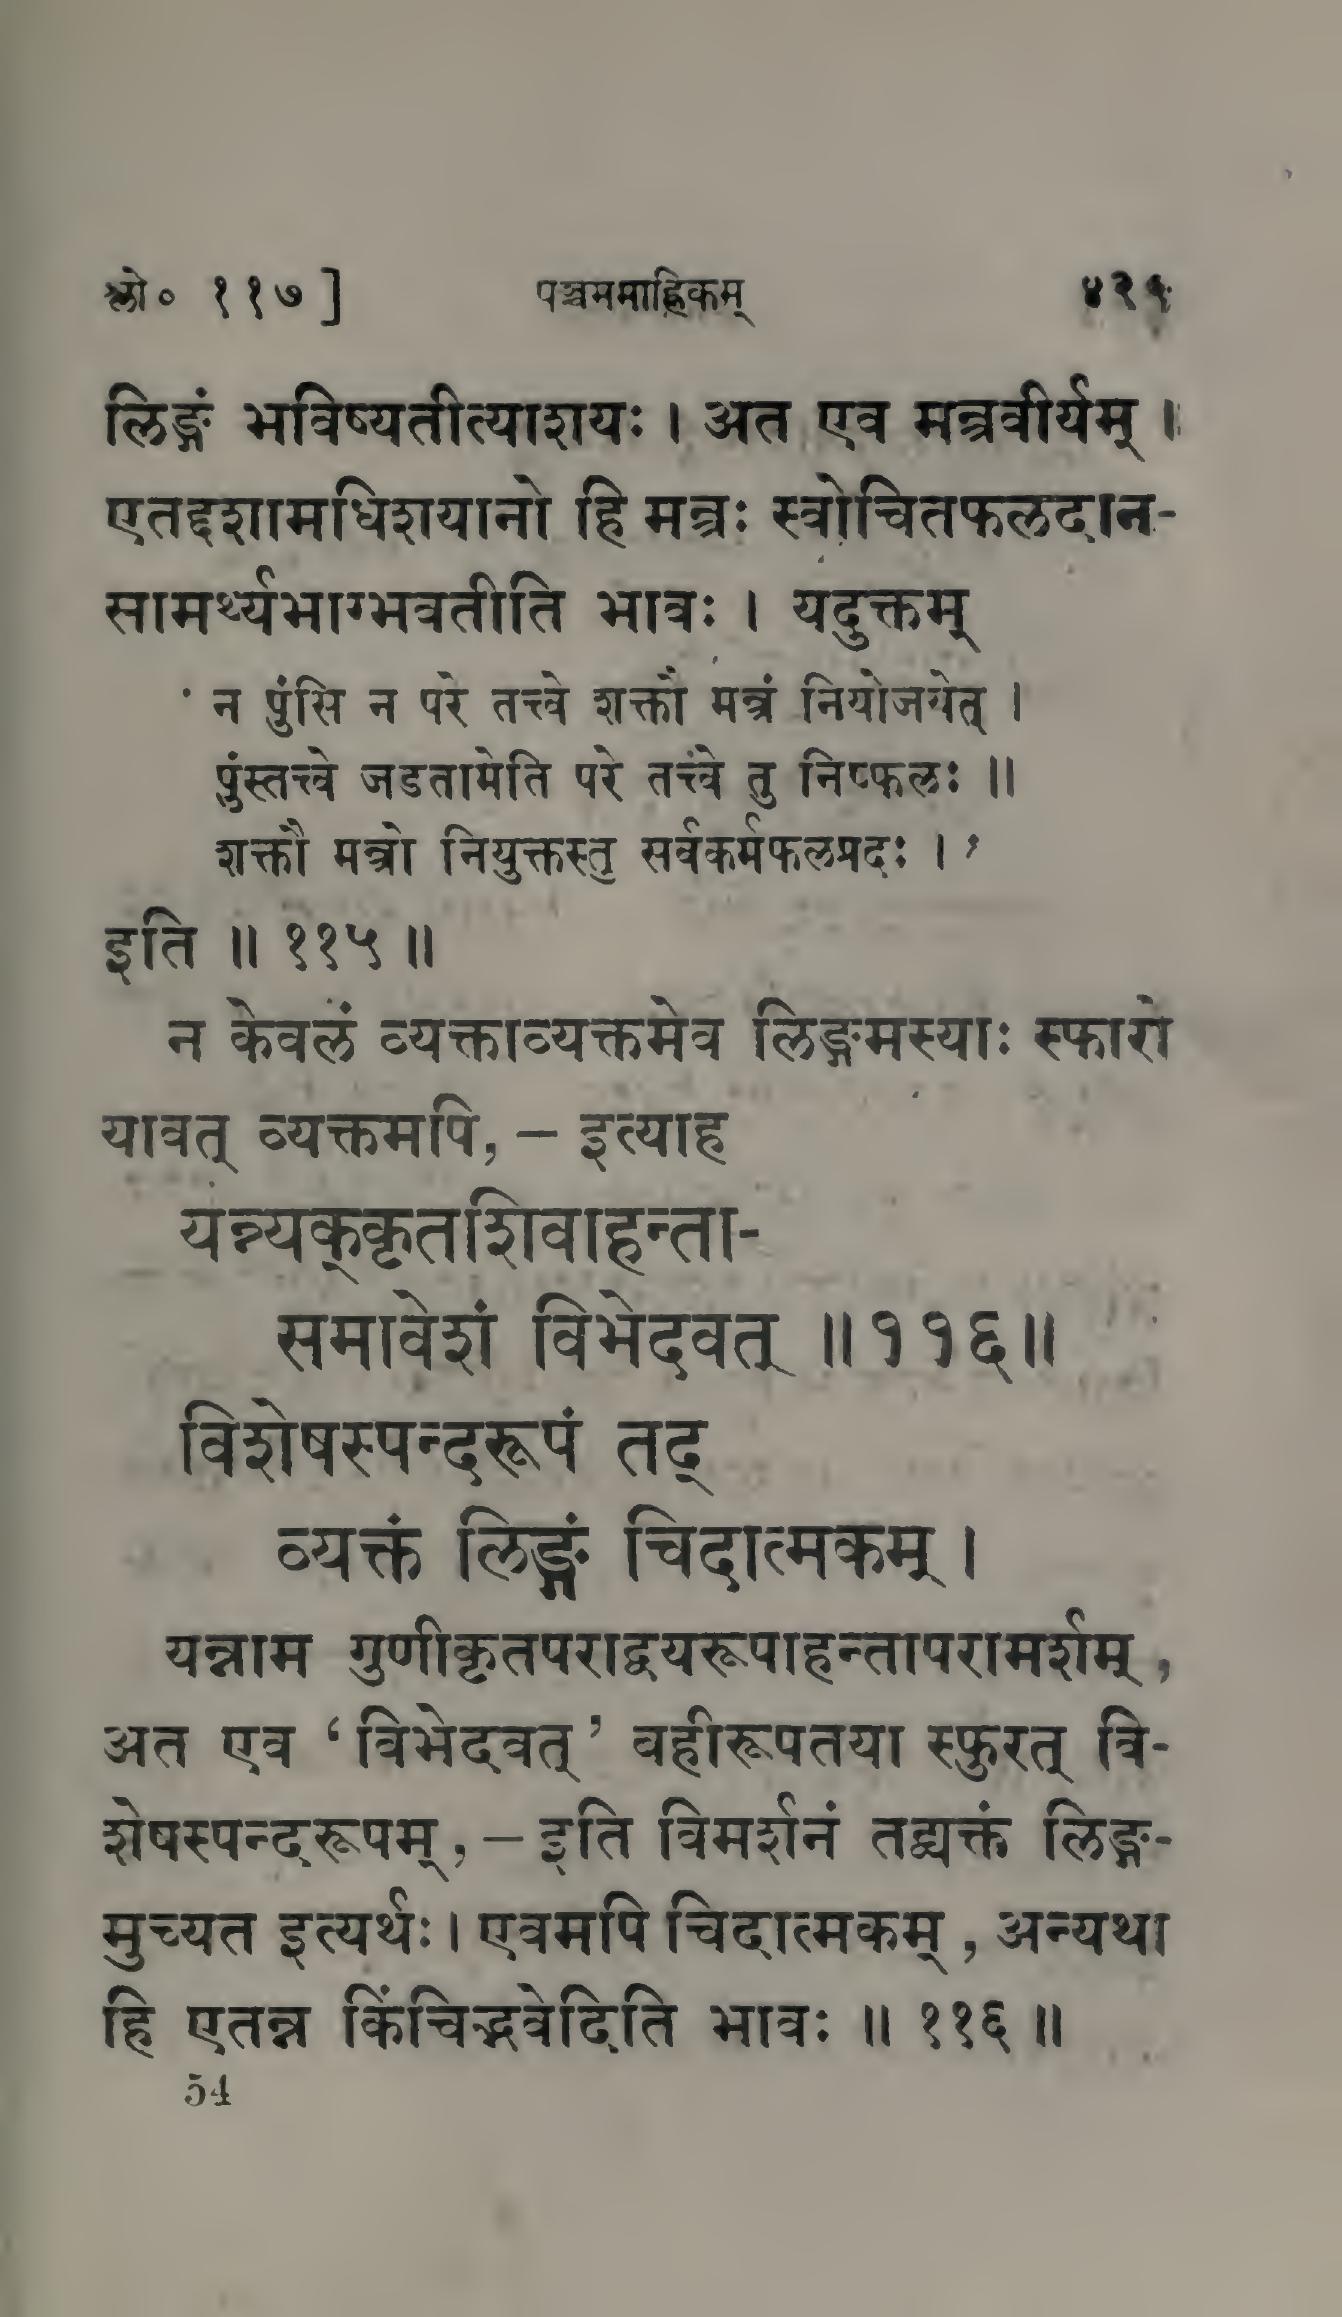 श्लो० ११७] पञ्चममाह्निकम् ४२५
लिङ्गं भविष्यतीत्याशयः । अत एव मन्त्रवीर्यम् ।
एतद्दशामधिशयानो हि मन्त्रः स्वोचितफलदान-
सामर्थ्यभाग्भवतीति भावः । यदुक्तम्
'न पुंसि न परे तत्त्वे शक्तौ मन्त्रं नियोजयेत् ।
पुंस्तत्त्वे जडतामेति परे तत्त्वे तु निष्फलः ॥
शक्तौ मन्त्रो नियुक्तस्तु सर्वकर्मफलप्रदः ।'
इति ॥ ११५ ॥
न केवलं व्यक्ताव्यक्तमेव लिङ्गमस्याः स्फारो
यावत् व्यक्तमपि, – इत्याह
यन्न्यक्कृतशिवाहन्ता-
समावेशं विभेदवत् ॥११६॥
विशेषस्पन्दरूपं तद्
व्यक्तं लिङ्गं चिदात्मकम् ।
यन्नाम गुणीकृतपराद्वयरूपाहन्तापरामर्शम् ,
अत एव 'विभेदवत्' बहीरूपतया स्फुरत् वि-
शेषस्पन्दरूपम् , – इति विमर्शनं तद्व्यक्तं लिङ्ग-
मुच्यत इत्यर्थः । एवमपि चिदात्मकम् , अन्यथा
हि एतन्न किंचिद्भवेदिति भावः ॥ ११६ ॥
54